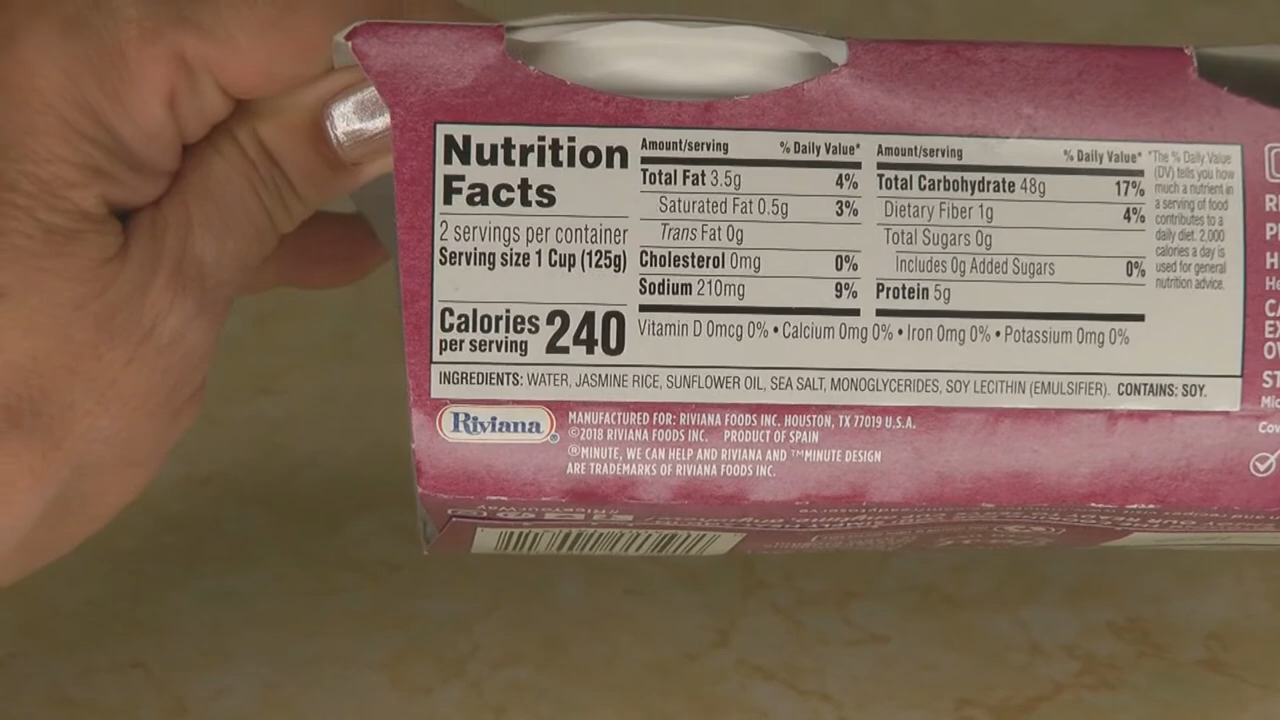 Nutrition
Facts
2 servings per container
Serving size 1 Cup (125g)
Calories
per serving
240
Amount/serving % Daily Value*
Total Fat 3.5g 4%
Saturated Fat 0.5g 3%
Trans Fat 0g
Cholesterol 0mg 0%
Sodium 210mg 9%
Amount/serving % Daily Value*
Total Carbohydrate 48g 17%
Dietary Fiber 1g 4%
Total Sugars 0g
Includes 0g Added Sugars 0%
Protein 5g
Vitamin D 0mcg 0% • Calcium 0mg 0% • Iron 0mg 0% • Potassium 0mg 0%
*The % Daily Value
(DV) tells you how
much a nutrient in
a serving of food
contributes to a
daily diet. 2,000
calories a day is
used for general
nutrition advice.
INGREDIENTS: WATER, JASMINE RICE, SUNFLOWER OIL, SEA SALT, MONOGLYCERIDES, SOY LECITHIN (EMULSIFIER). CONTAINS: SOY.
Riviana®
MANUFACTURED FOR: RIVIANA FOODS INC. HOUSTON, TX 77019 U.S.A.
©2018 RIVIANA FOODS INC. PRODUCT OF SPAIN
®MINUTE, WE CAN HELP AND RIVIANA AND ™MINUTE DESIGN
ARE TRADEMARKS OF RIVIANA FOODS INC.